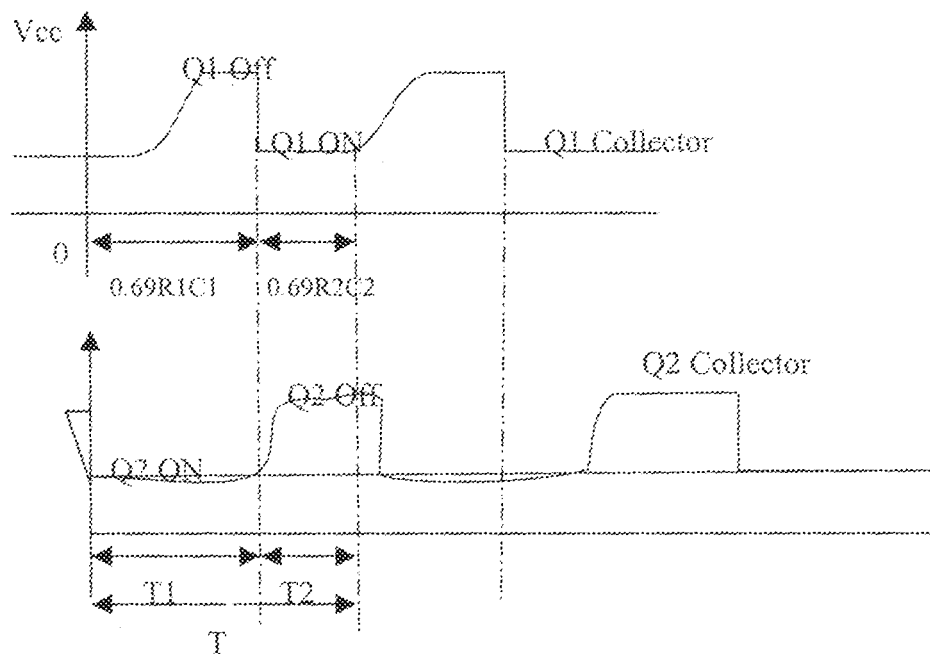 Vcc
Q1 Off
Q1 ON
Q1 Collector
0
0.69R1C1
0.69R2C2
Q2 Collector
Q2 Off
Q2 ON
T1
T2
T